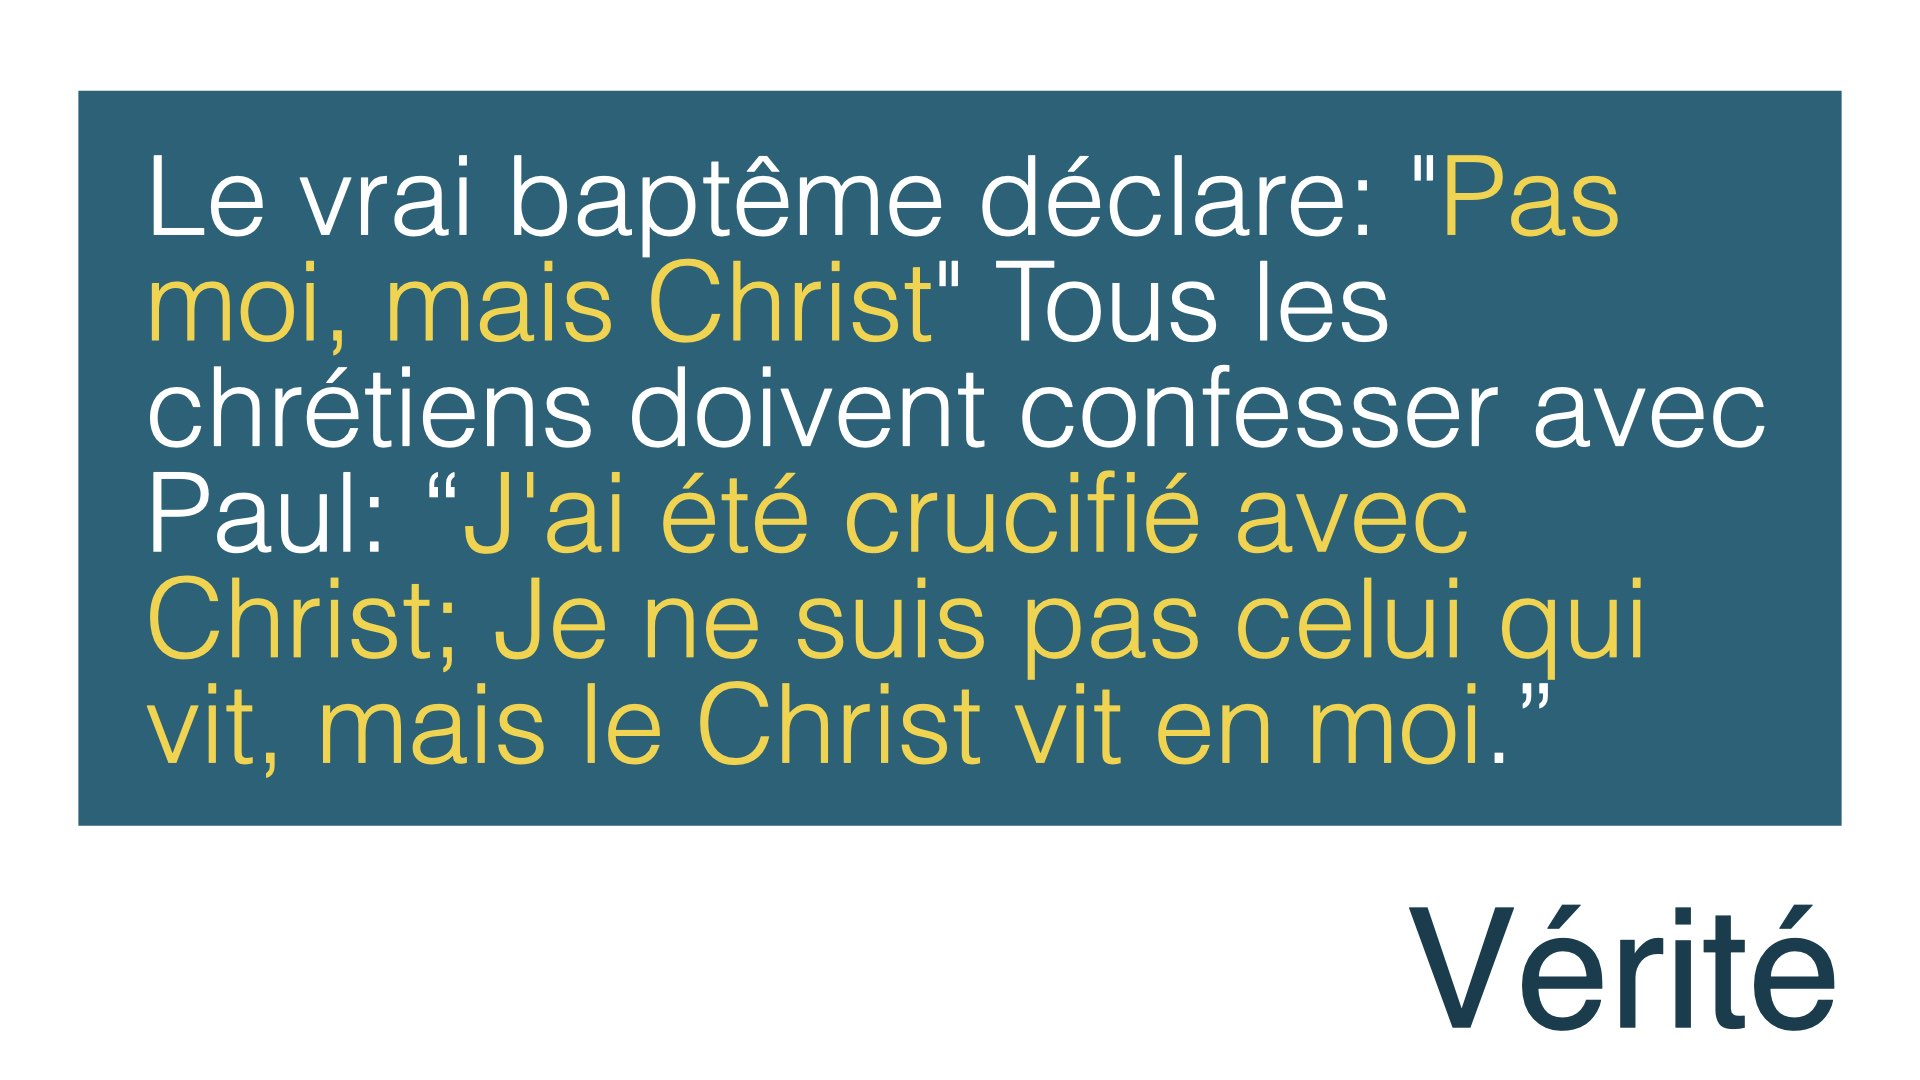 Le vrai baptême déclare: "Pas
moi, mais Christ" Tous les
chrétiens doivent confesser avec
Paul: “J'ai été crucifié avec
Christ; Je ne suis pas celui qui
vit, mais le Christ vit en moi.”
Vérité